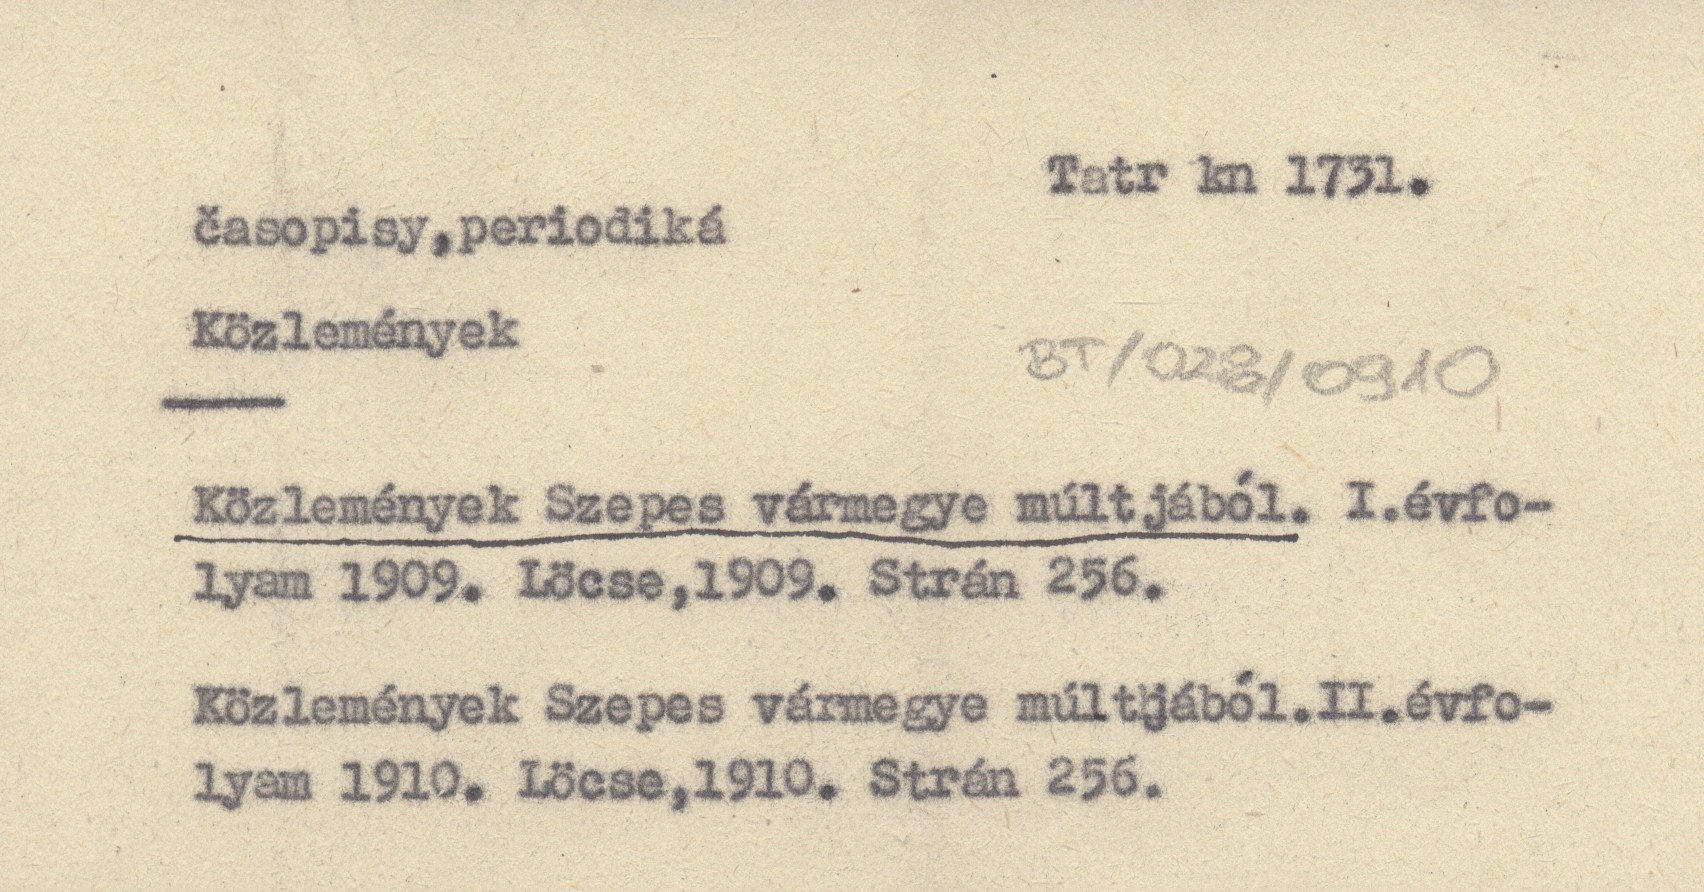 Tatr kn 1731.
časopisy,periodiká
Közlemények
BT/028/0910
Közlemények Szepes vármegye múltjából. I.évfo-
lyam 1909. Löcse,1909. Strán 256.
Közlemények Szepes vármegye múltjából.II.évfo-
lyam 1910. Löcse,1910. Strán 256.